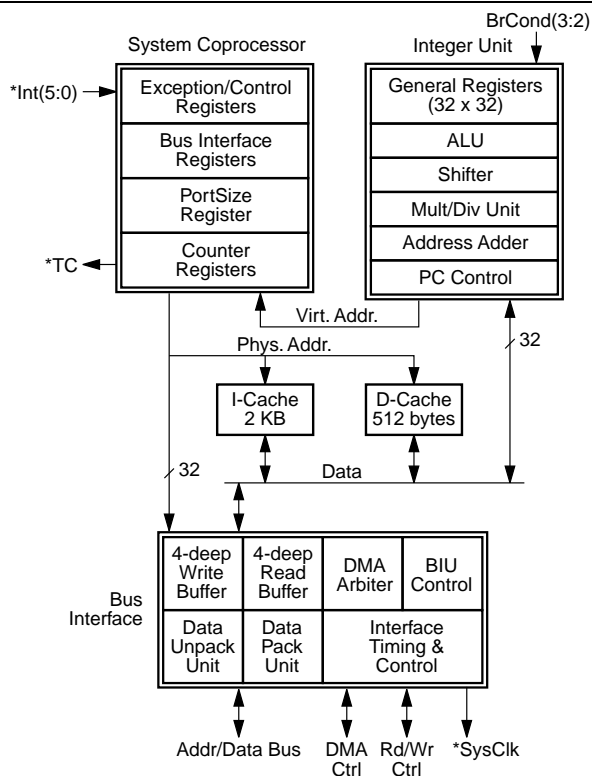 BrCond(3:2)
System Coprocessor
Integer Unit
*Int(5:0)
Exception/Control
Registers
Bus Interface
Registers
PortSize
Register
Counter
Registers
*TC
General Registers
(32 x 32)
ALU
Shifter
Mult/Div Unit
Address Adder
PC Control
Virt. Addr.
32
Phys. Addr.
I-Cache
2 KB
D-Cache
512 bytes
Data
32
Bus
Interface
4-deep
Write
Buffer
4-deep
Read
Buffer
DMA
Arbiter
BIU
Control
Data
Unpack
Unit
Data
Pack
Unit
Interface
Timing &
Control
Addr/Data Bus
DMA
Ctrl
Rd/Wr
Ctrl
*SysClk